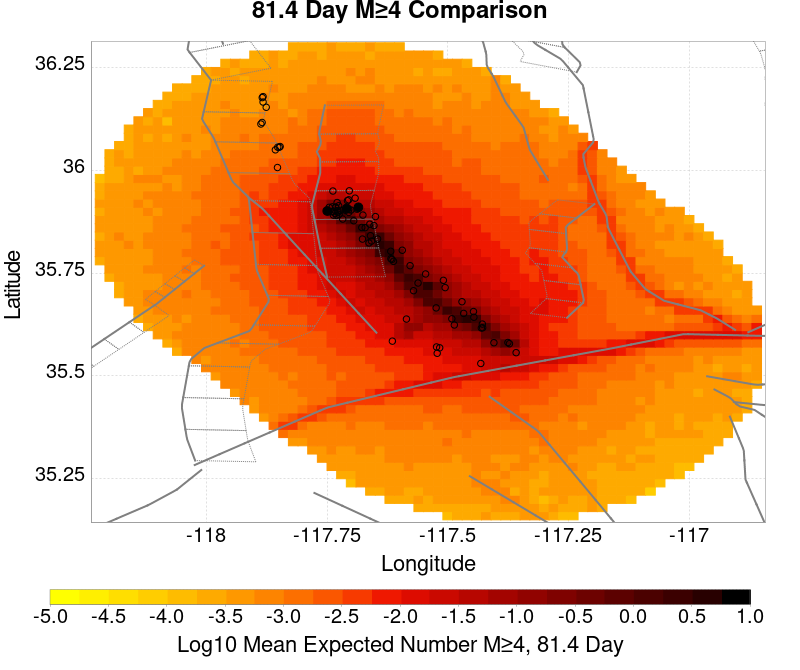 81.4 Day M≥4 Comparison
36.25
36
35.75
35.5
35.25
Latitude
-118 -117.75 -117.5 -117.25 -117
Longitude
-5.0 -4.5 -4.0 -3.5 -3.0 -2.5 -2.0 -1.5 -1.0 -0.5 0.0 0.5 1.0
Log10 Mean Expected Number M≥4, 81.4 Day